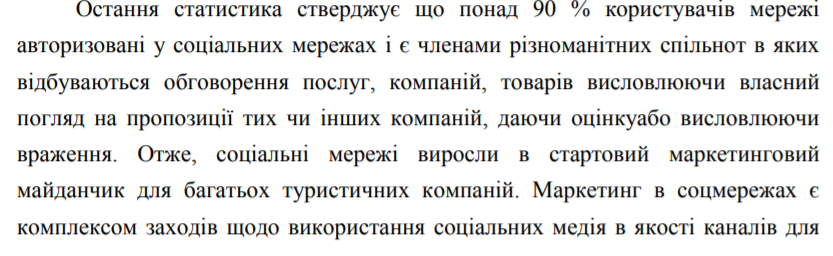 Остання статистика стверджує що понад 90 % користувачів мережі
авторизовані у соціальних мережах і є членами різноманітних спільнот в яких
відбуваються обговорення послуг, компаній, товарів висловлюючи власний
погляд на пропозиції тих чи інших компаній, даючи оцінкуабо висловлюючи
враження. Отже, соціальні мережі виросли в стартовий маркетинговий
майданчик для багатьох туристичних компаній. Маркетинг в соцмережах є
комплексом заходів щодо використання соціальних медія в якості каналів для